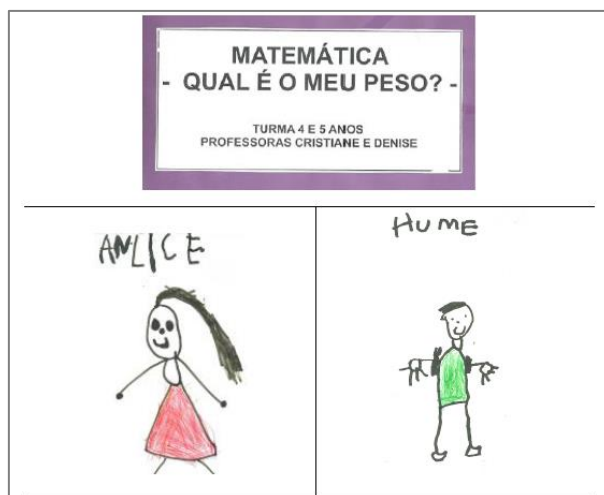 MATEMÁTICA
- QUAL É O MEU PESO? -
TURMA 4 E 5 ANOS
PROFESSORAS CRISTIANE E DENISE
ANLICE
HUME